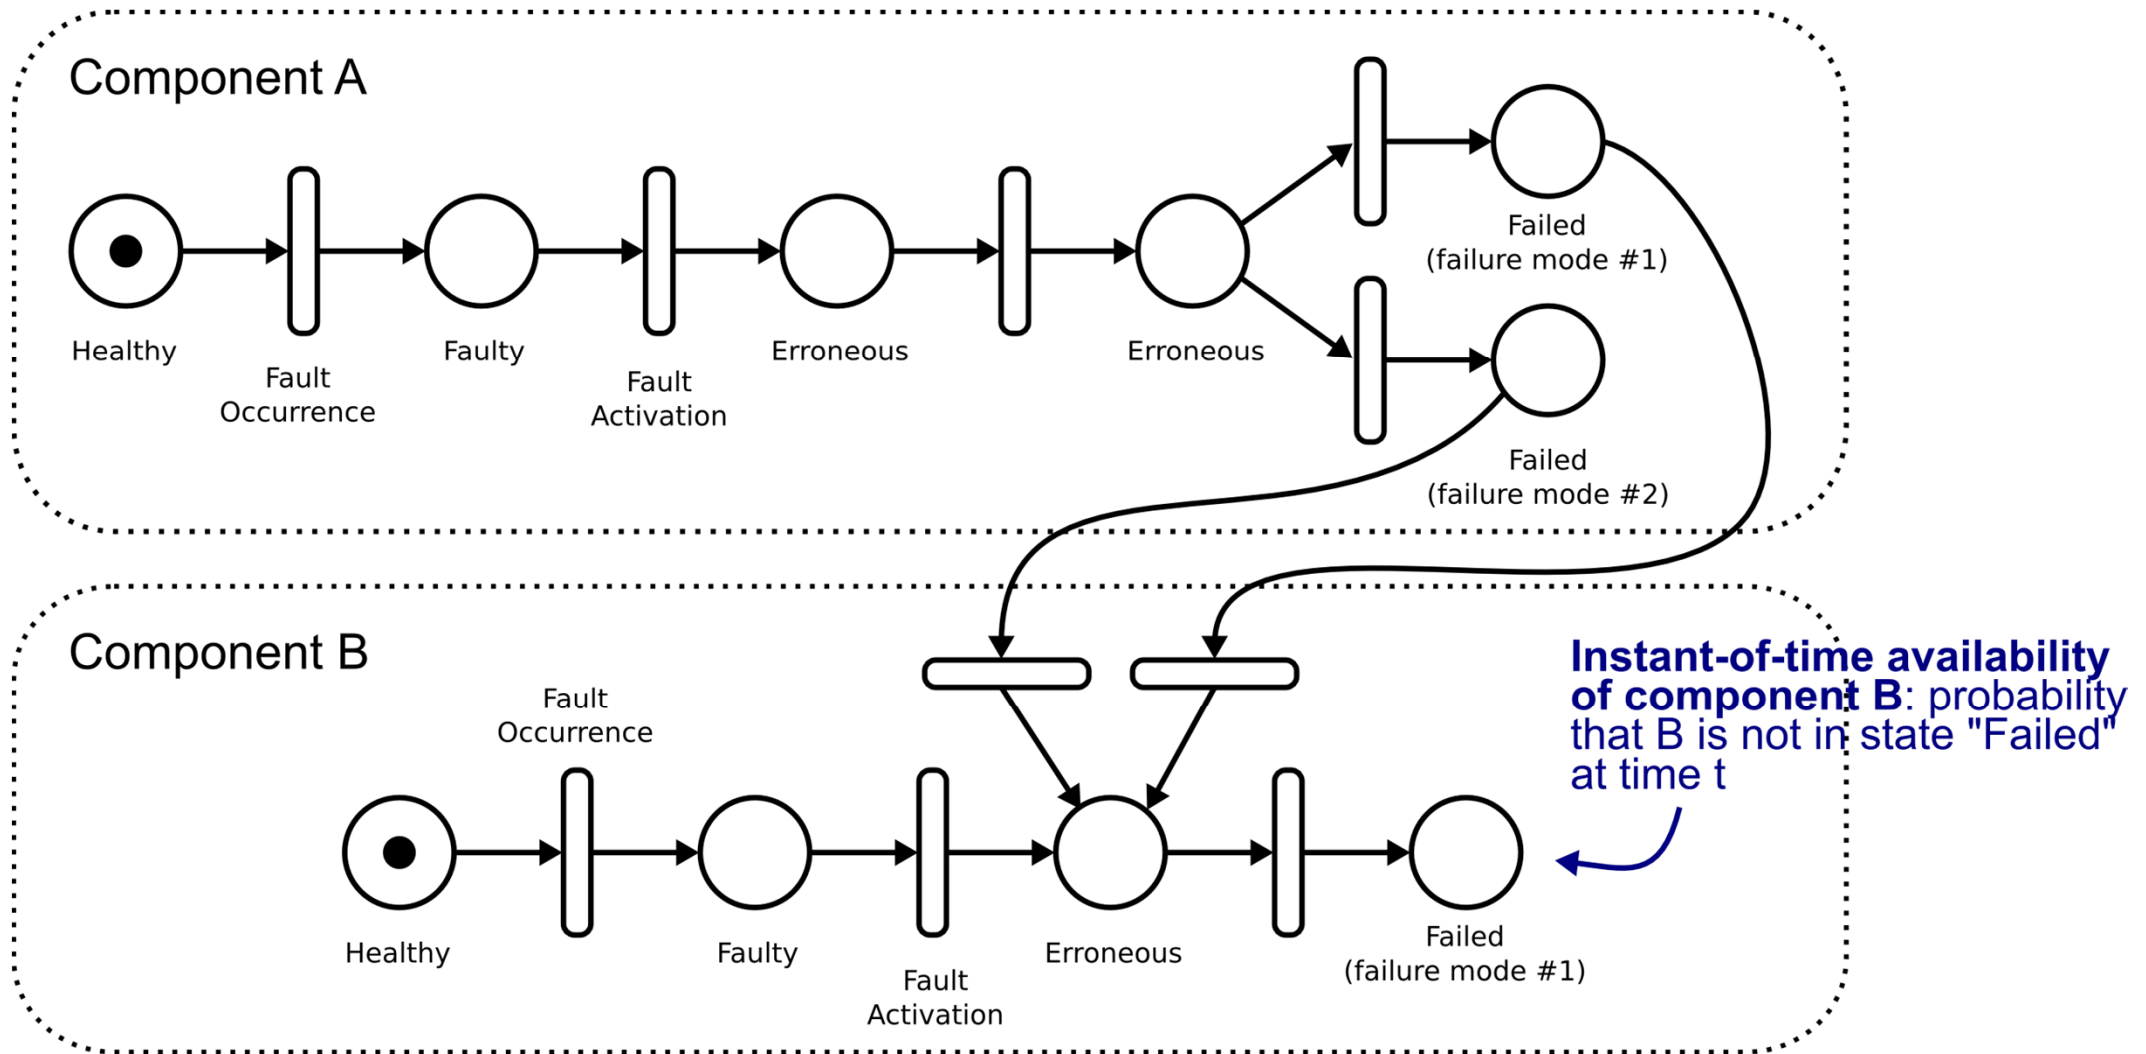 Component A
Healthy
Fault
Occurrence
Faulty
Fault
Activation
Erroneous
Erroneous
Failed
(failure mode #1)
Failed
(failure mode #2)
Component B
Instant-of-time availability
of component B: probability
that B is not in state "Failed"
at time t
Healthy
Fault
Occurrence
Faulty
Fault
Activation
Erroneous
Failed
(failure mode #1)